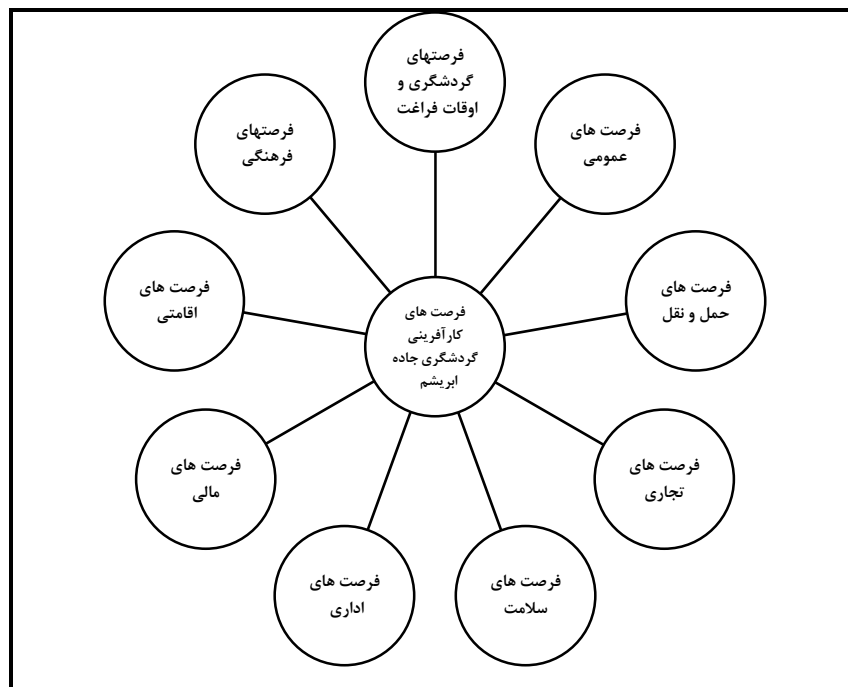 فرصتهای
گردشگری و
اوقات فراغت
فرصت های
عمومی
فرصت های
حمل و نقل
فرصت های
تجاری
فرصت های
سلامت
فرصت های
اداری
فرصت های
مالی
فرصت های
اقامتی
فرصتهای
فرهنگی
فرصت های
کارآفرینی
گردشگری جاده
ابریشم